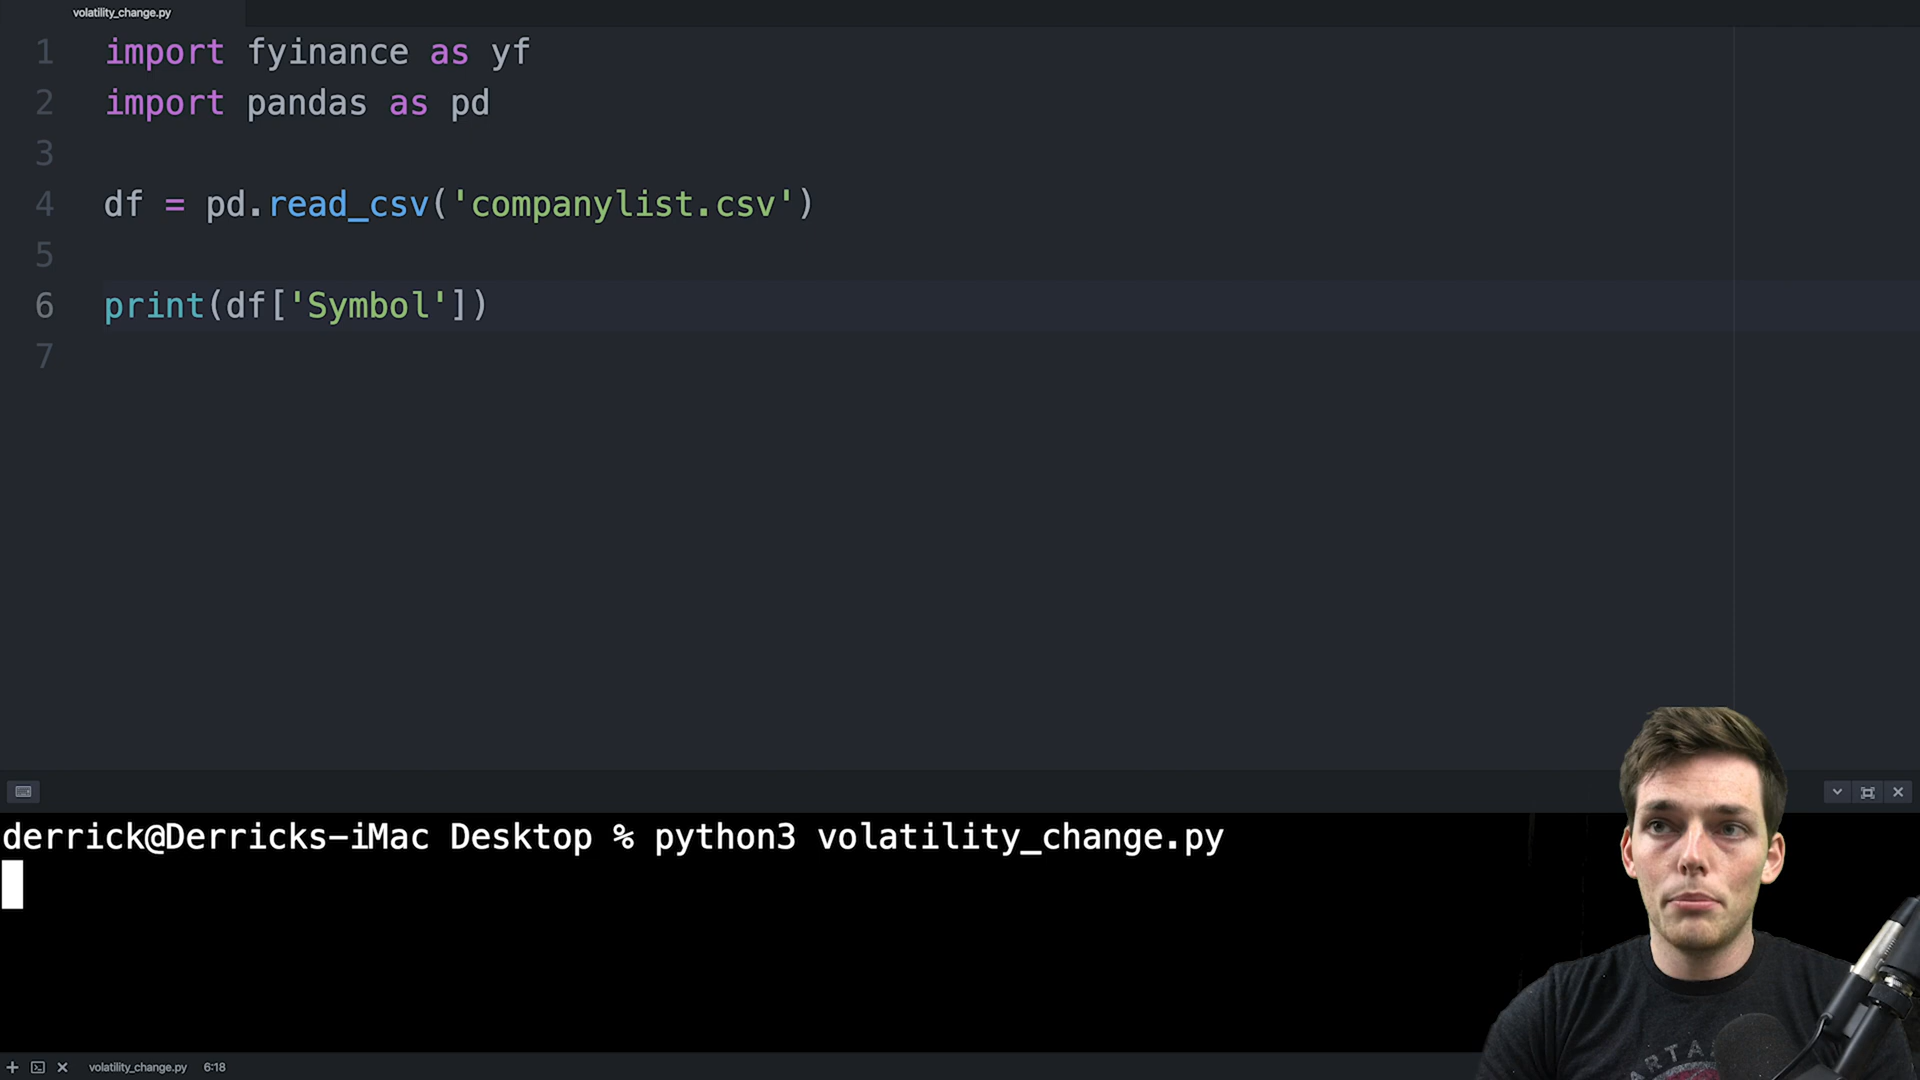 volatility_change.py
1 import fyinance as yf
2 import pandas as pd
3
4 df = pd.read_csv('companylist.csv')
5
6 print(df['Symbol'])
7
derrick@Derricks-iMac Desktop % python3 volatility_change.py
volatility_change.py 6:18